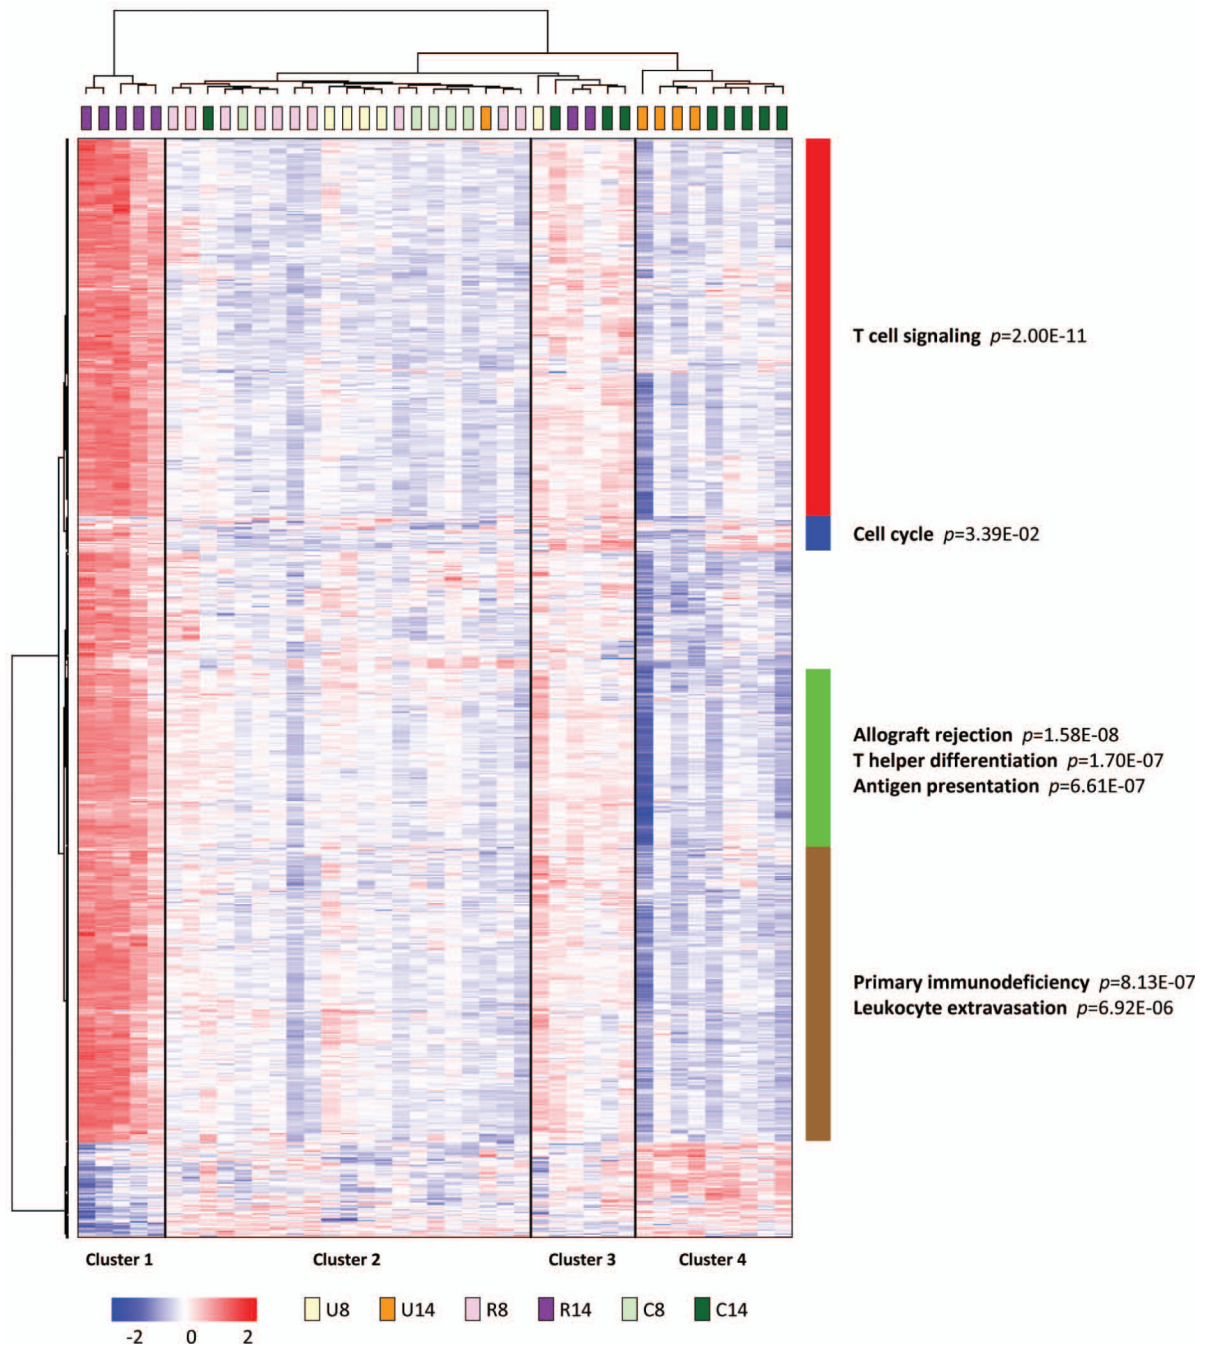 T cell signaling p=2.00E-11
Cell cycle p=3.39E-02
Allograft rejection p=1.58E-08
T helper differentiation p=1.70E-07
Antigen presentation p=6.61E-07
Primary immunodeficiency p=8.13E-07
Leukocyte extravasation p=6.92E-06
Cluster 1 Cluster 2 Cluster 3 Cluster 4
U8 U14 R8 R14 C8 C14
-2 0 2